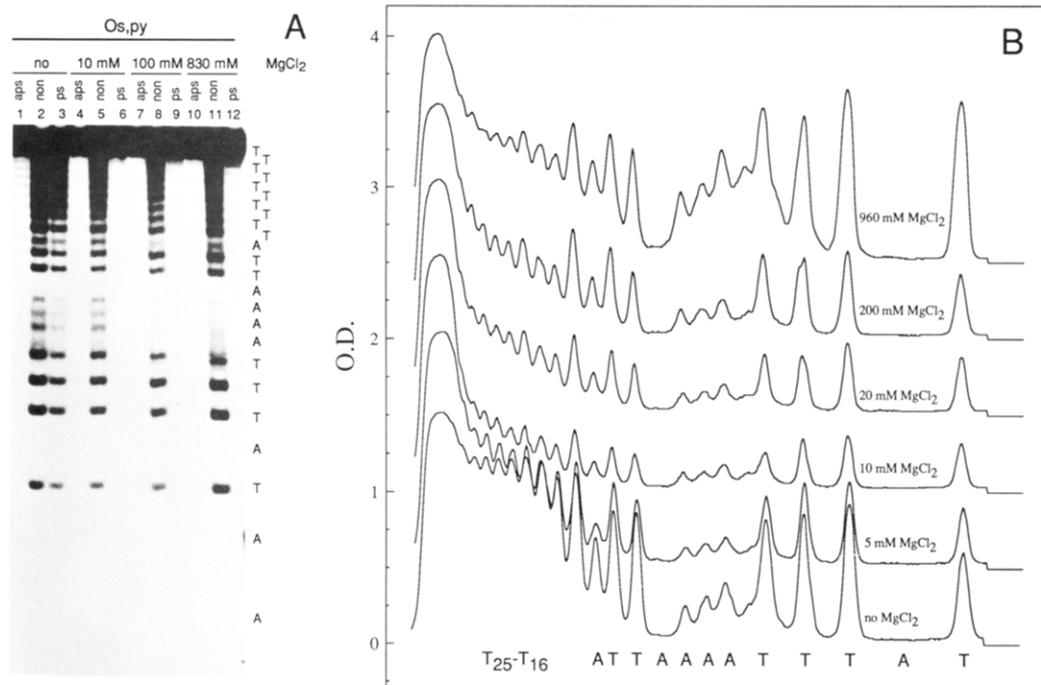 Os,py
A
no 10 mM 100 mM 830 mM MgCl2
aps non ps aps non ps aps non ps aps non ps
1 2 3 4 5 6 7 8 9 10 11 12
T
T
T
T
T
T
T
T
T
T
A
T
T
A
A
A
A
T
T
T
A
T
A
A
B
O.D.
4
3
2
1
0
960 mM MgCl2
200 mM MgCl2
20 mM MgCl2
10 mM MgCl2
5 mM MgCl2
no MgCl2
T25-T16 A T T A A A A T T T A T